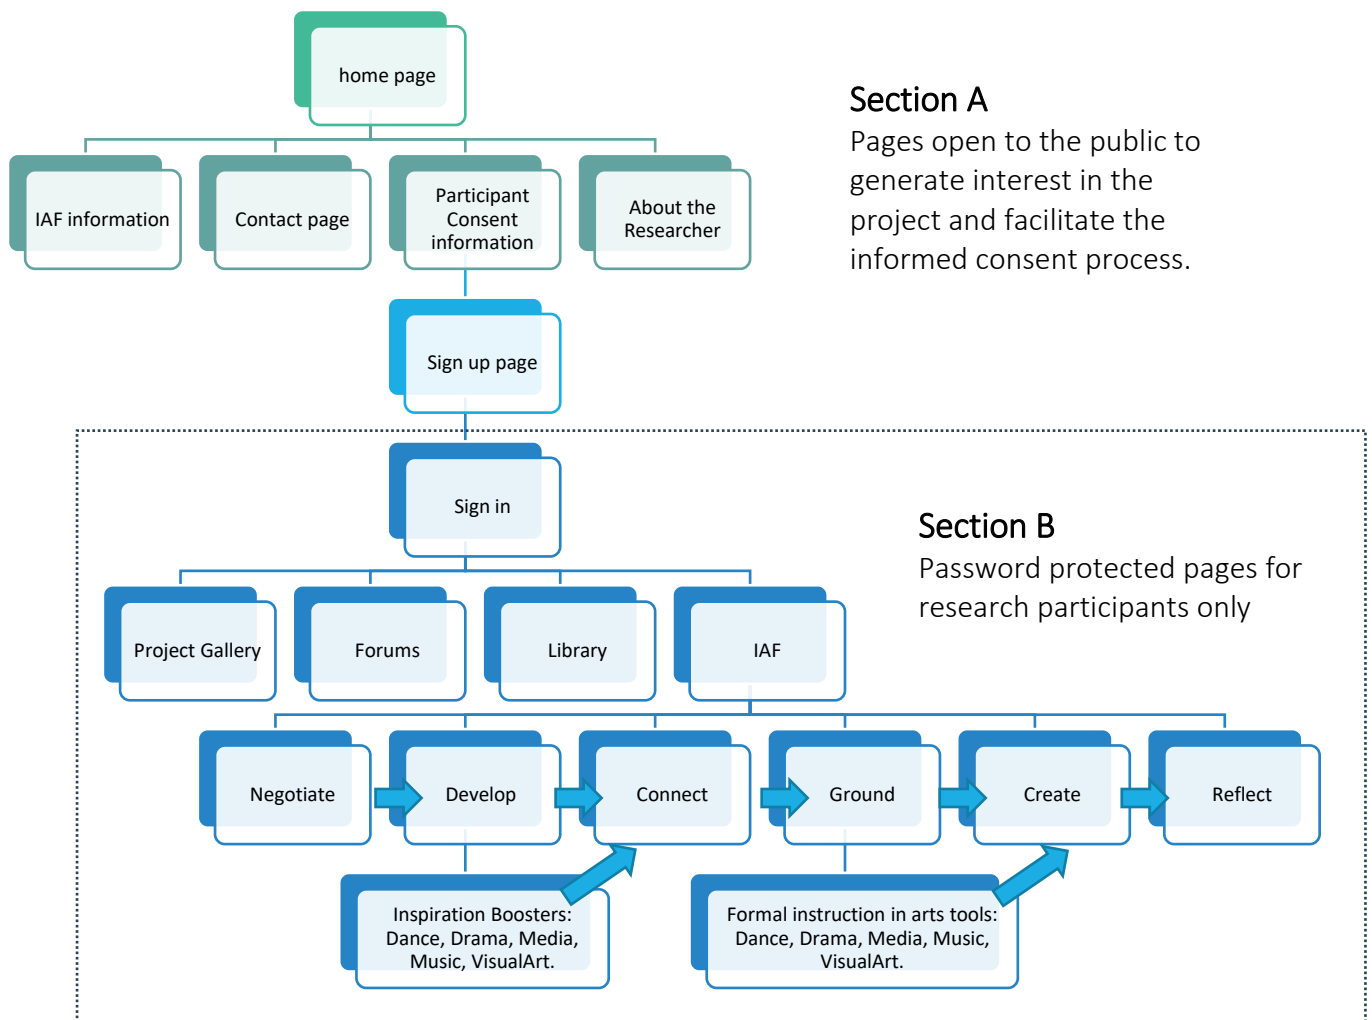 home page
Section A
Pages open to the public to
generate interest in the
project and facilitate the
informed consent process.
IAF information
Contact page
Participant
Consent
information
About the
Researcher
Sign up page
Sign in
Section B
Password protected pages for
research participants only
Project Gallery
Forums
Library
IAF
Negotiate
Develop
Connect
Ground
Create
Reflect
Inspiration Boosters:
Dance, Drama, Media,
Music, VisualArt.
Formal instruction in arts tools:
Dance, Drama, Media, Music,
VisualArt.